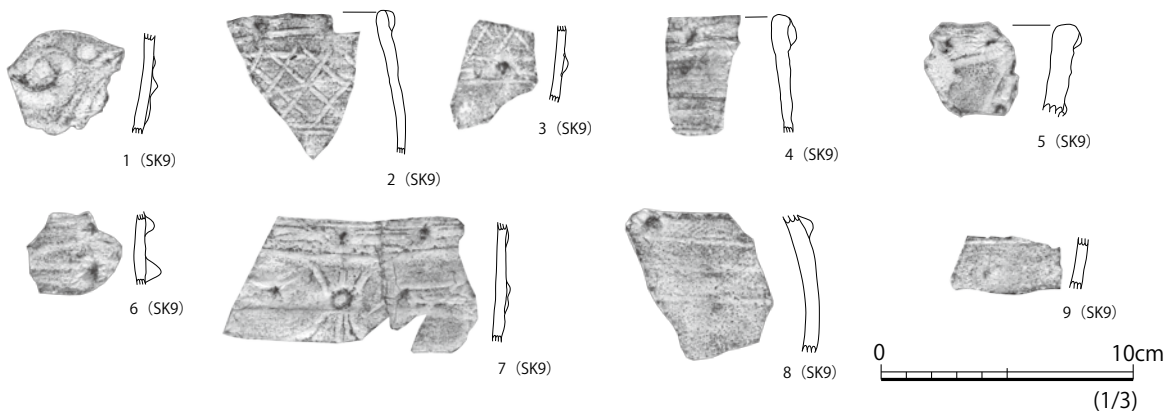 1（SK9）
2（SK9）
3（SK9）
4（SK9）
5（SK9）
6（SK9）
7（SK9）
8（SK9）
9（SK9）
0
10cm
(1/3)